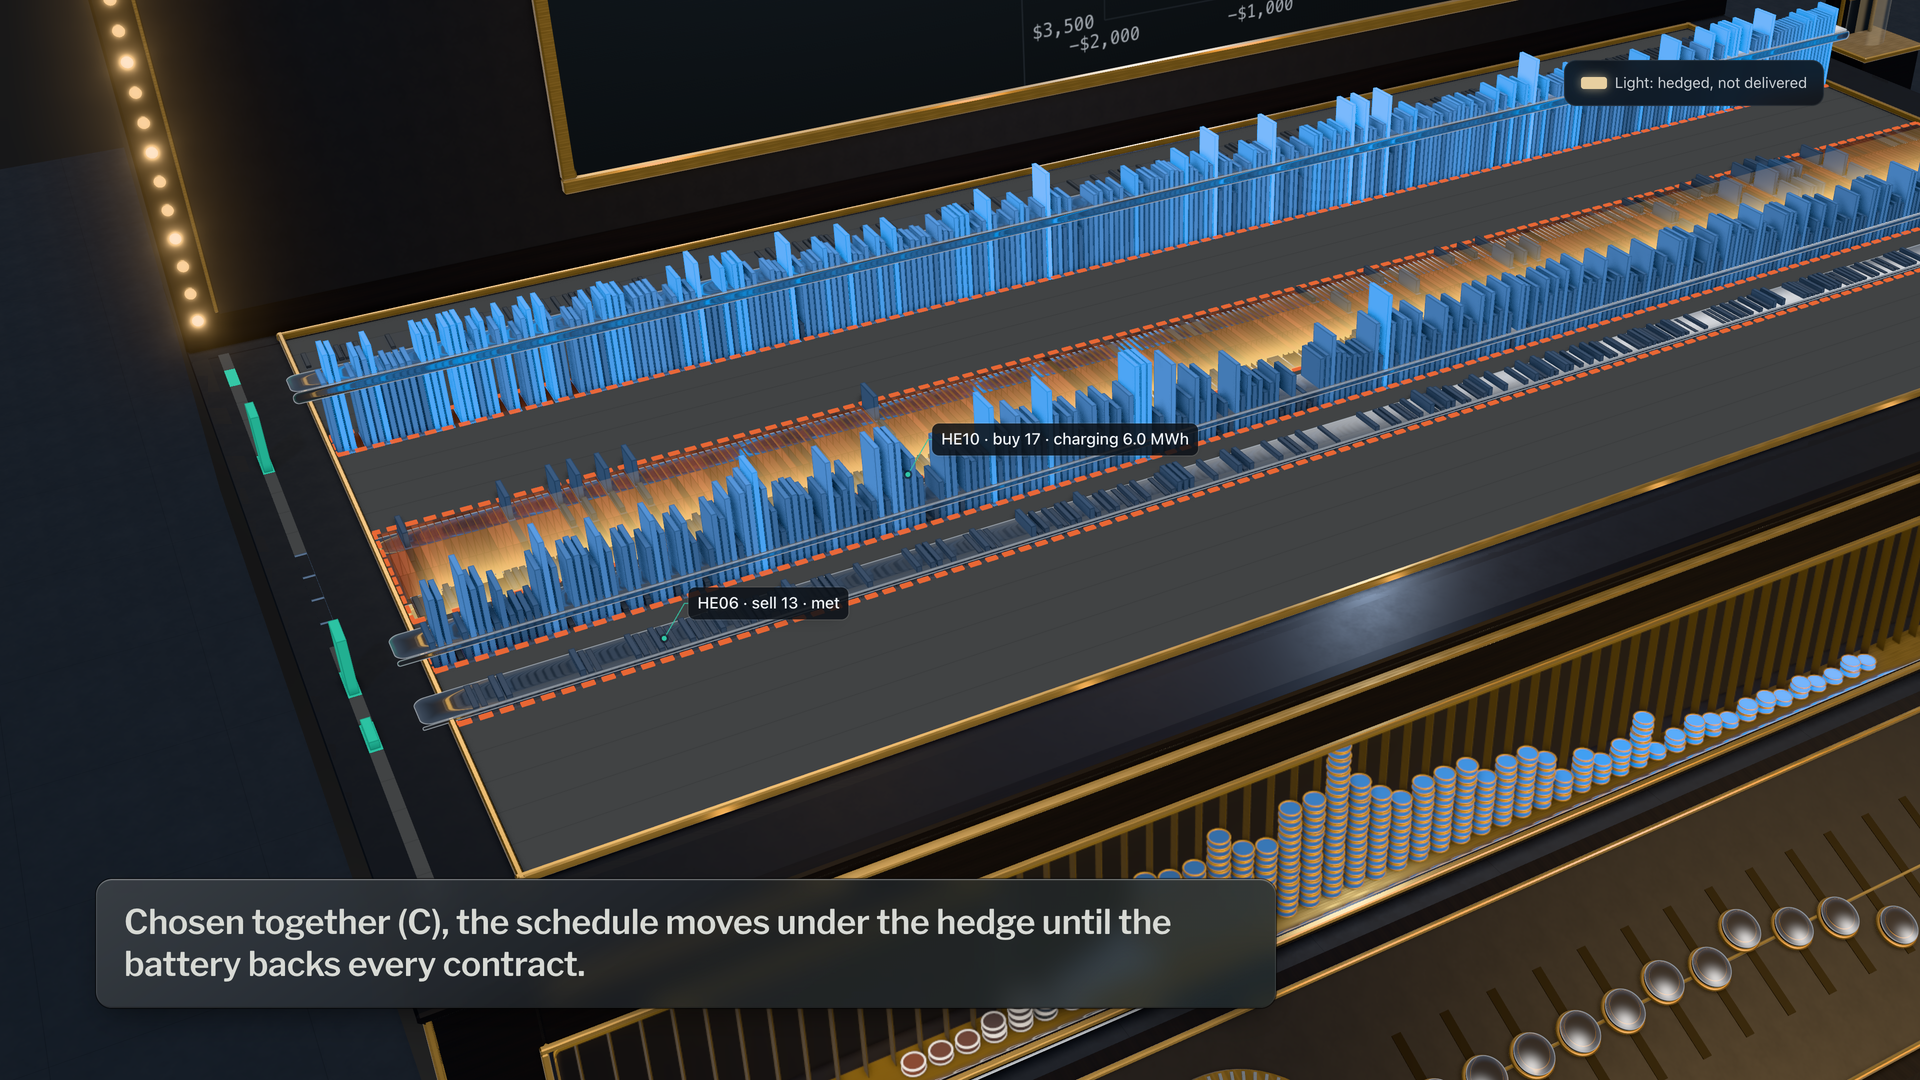 $3,500
−$2,000
−$1,000
Light: hedged, not delivered
HE10 · buy 17 · charging 6.0 MWh
HE06 · sell 13 · met
Chosen together (C), the schedule moves under the hedge until the
battery backs every contract.